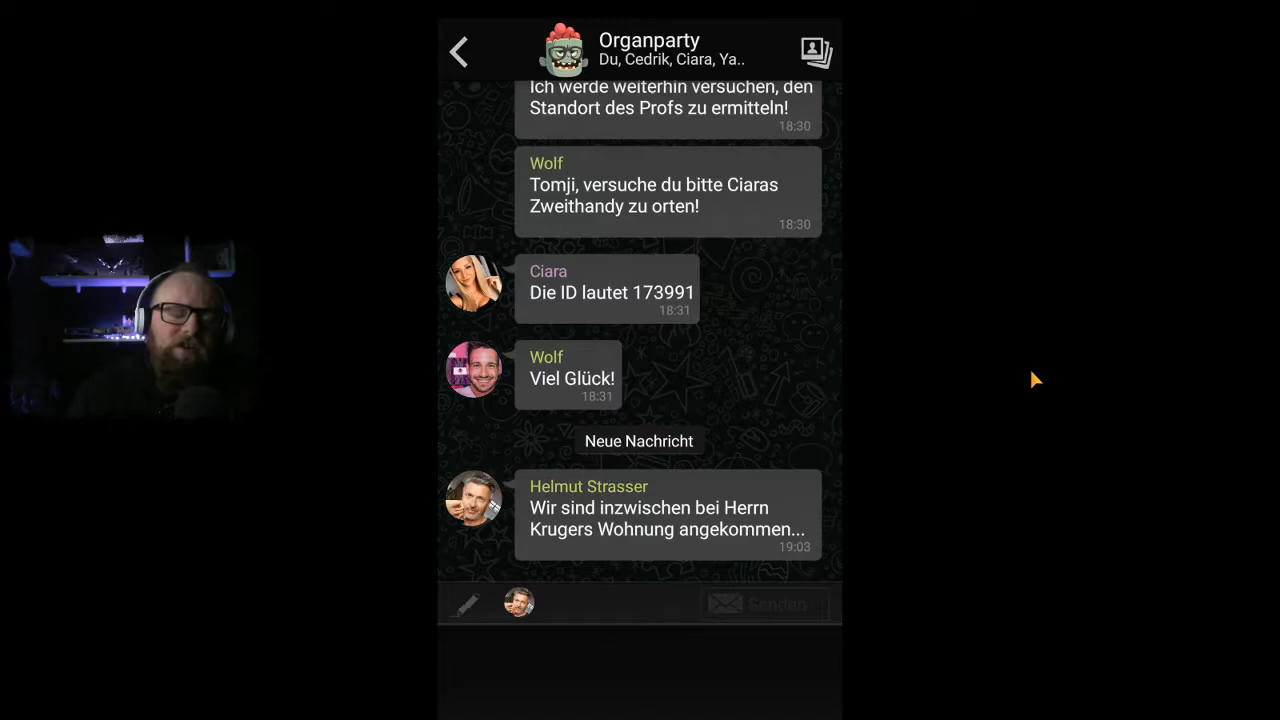 Organparty
Du, Cedrik, Ciara, Ya..
Ich werde weiterhin versuchen, den
Standort des Profs zu ermitteln!
18:30
Wolf
Tomji, versuche du bitte Ciaras
Zweithandy zu orten!
18:30
Ciara
Die ID lautet 173991
18:31
Wolf
Viel Glück!
18:31
Neue Nachricht
Helmut Strasser
Wir sind inzwischen bei Herrn
Krugers Wohnung angekommen...
19:03
Senden